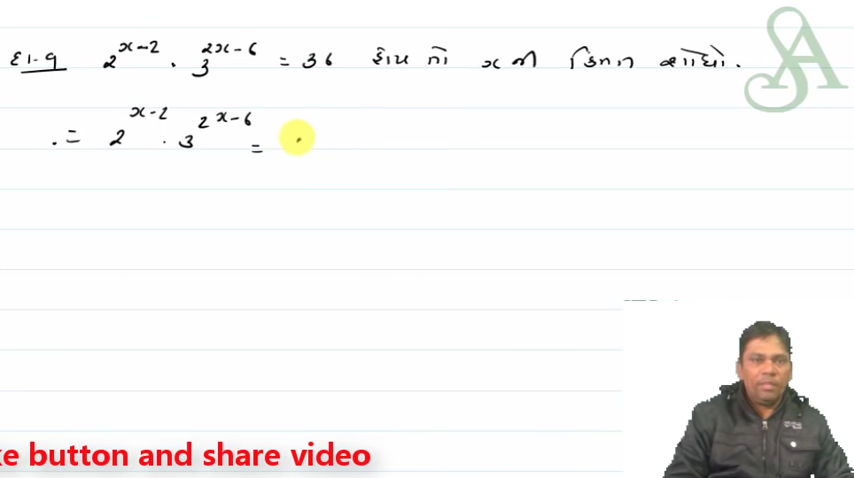 દા-૧ 2^{x-2} · 3^{2x-6} = 36 હોય તો x ની કિંમત શોધો.
∴ = 2^{x-2} · 3^{2x-6} =
ke button and share video